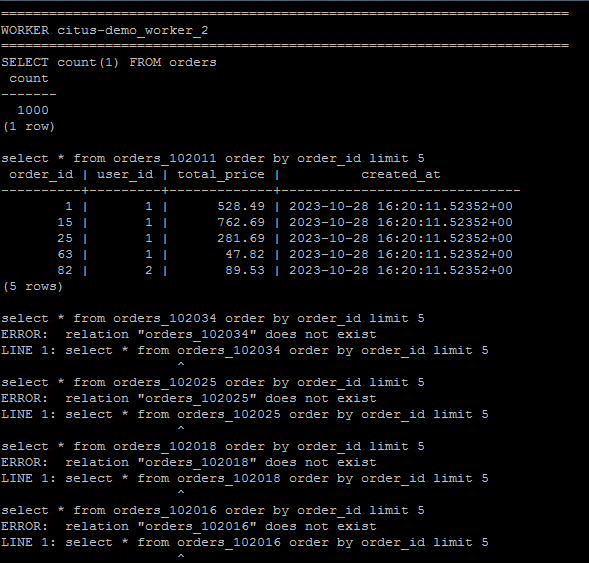 =======================================================================
WORKER citus-demo_worker_2
=======================================================================
SELECT count(1) FROM orders
 count
-------
  1000
(1 row)

select * from orders_102011 order by order_id limit 5
 order_id | user_id | total_price |          created_at
----------+---------+-------------+------------------------------
        1 |       1 |      528.49 | 2023-10-28 16:20:11.52352+00
       15 |       1 |      762.69 | 2023-10-28 16:20:11.52352+00
       25 |       1 |      281.69 | 2023-10-28 16:20:11.52352+00
       63 |       1 |       47.82 | 2023-10-28 16:20:11.52352+00
       82 |       2 |       89.53 | 2023-10-28 16:20:11.52352+00
(5 rows)

select * from orders_102034 order by order_id limit 5
ERROR:  relation "orders_102034" does not exist
LINE 1: select * from orders_102034 order by order_id limit 5
                      ^
select * from orders_102025 order by order_id limit 5
ERROR:  relation "orders_102025" does not exist
LINE 1: select * from orders_102025 order by order_id limit 5
                      ^
select * from orders_102018 order by order_id limit 5
ERROR:  relation "orders_102018" does not exist
LINE 1: select * from orders_102018 order by order_id limit 5
                      ^
select * from orders_102016 order by order_id limit 5
ERROR:  relation "orders_102016" does not exist
LINE 1: select * from orders_102016 order by order_id limit 5
                      ^